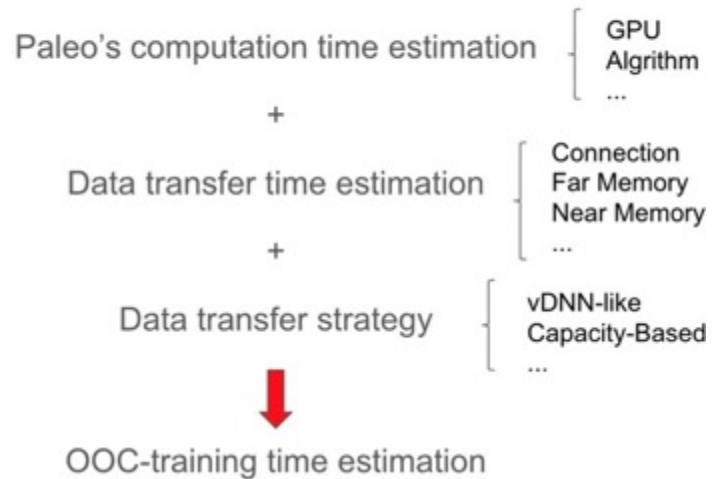 Paleo's computation time estimation
GPU
Algrithm
...
+
Data transfer time estimation
Connection
Far Memory
Near Memory
...
+
Data transfer strategy
vDNN-like
Capacity-Based
...
OOC-training time estimation